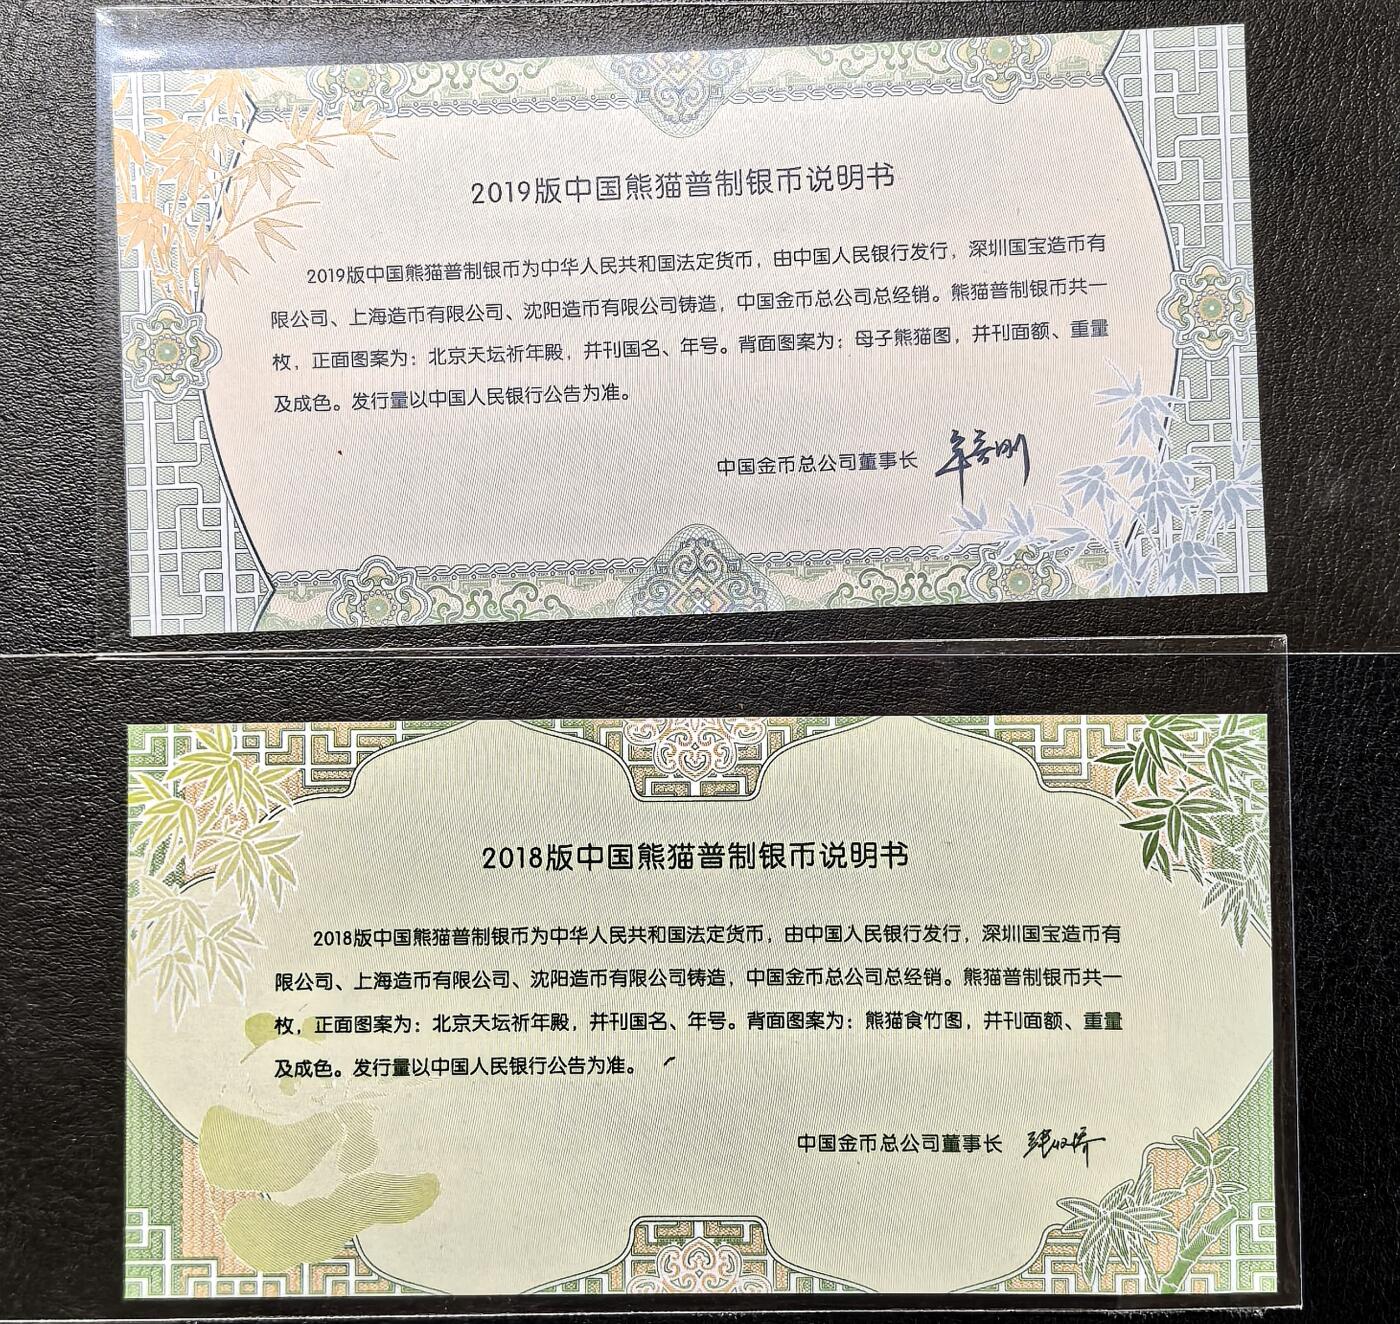 2019版中国熊猫普制银币说明书
2019版中国熊猫普制银币为中华人民共和国法定货币，由中国人民银行发行，深圳国宝造币有
限公司、上海造币有限公司、沈阳造币有限公司铸造，中国金币总公司总经销。熊猫普制银币共一
枚，正面图案为：北京天坛祈年殿，并刊国名、年号。背面图案为：母子熊猫图，并刊面额、重量
及成色。发行量以中国人民银行公告为准。
中国金币总公司董事长
2018版中国熊猫普制银币说明书
2018版中国熊猫普制银币为中华人民共和国法定货币，由中国人民银行发行，深圳国宝造币有
限公司、上海造币有限公司、沈阳造币有限公司铸造，中国金币总公司总经销。熊猫普制银币共一
枚，正面图案为：北京天坛祈年殿，并刊国名、年号。背面图案为：熊猫食竹图，并刊面额、重量
及成色。发行量以中国人民银行公告为准。
中国金币总公司董事长